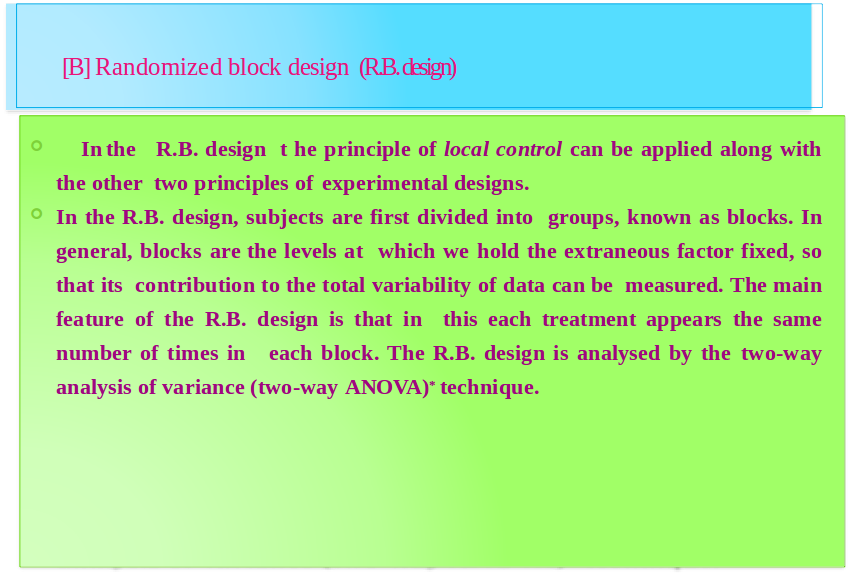 [B] Randomized block design (R.B. design)
In the R.B. design t he principle of local control can be applied along with
the other two principles of experimental designs.
In the R.B. design, subjects are first divided into groups, known as blocks. In
general, blocks are the levels at which we hold the extraneous factor fixed, so
that its contribution to the total variability of data can be measured. The main
feature of the R.B. design is that in this each treatment appears the same
number of times in each block. The R.B. design is analysed by the two-way
analysis of variance (two-way ANOVA)* technique.